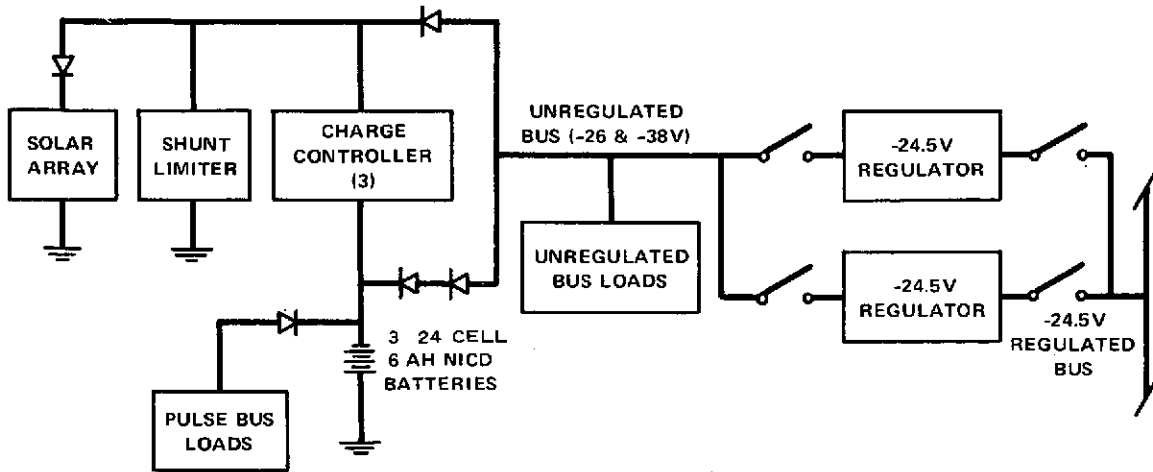 SOLAR
ARRAY
SHUNT
LIMITER
CHARGE
CONTROLLER
(3)
UNREGULATED
BUS (-26 & -38V)
-24.5V
REGULATOR
UNREGULATED
BUS LOADS
-24.5V
REGULATOR
-24.5V
REGULATED
BUS
3 24 CELL
6 AH NICD
BATTERIES
PULSE BUS
LOADS